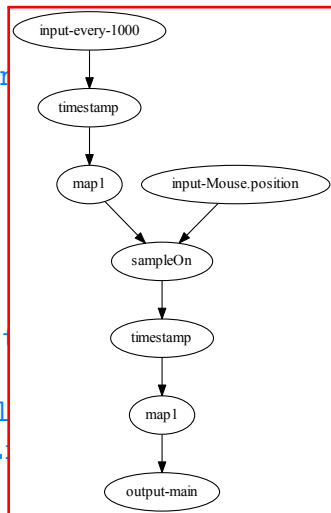 input-every-1000
timestamp
map1
input-Mouse.position
sampleOn
timestamp
map1
output-main